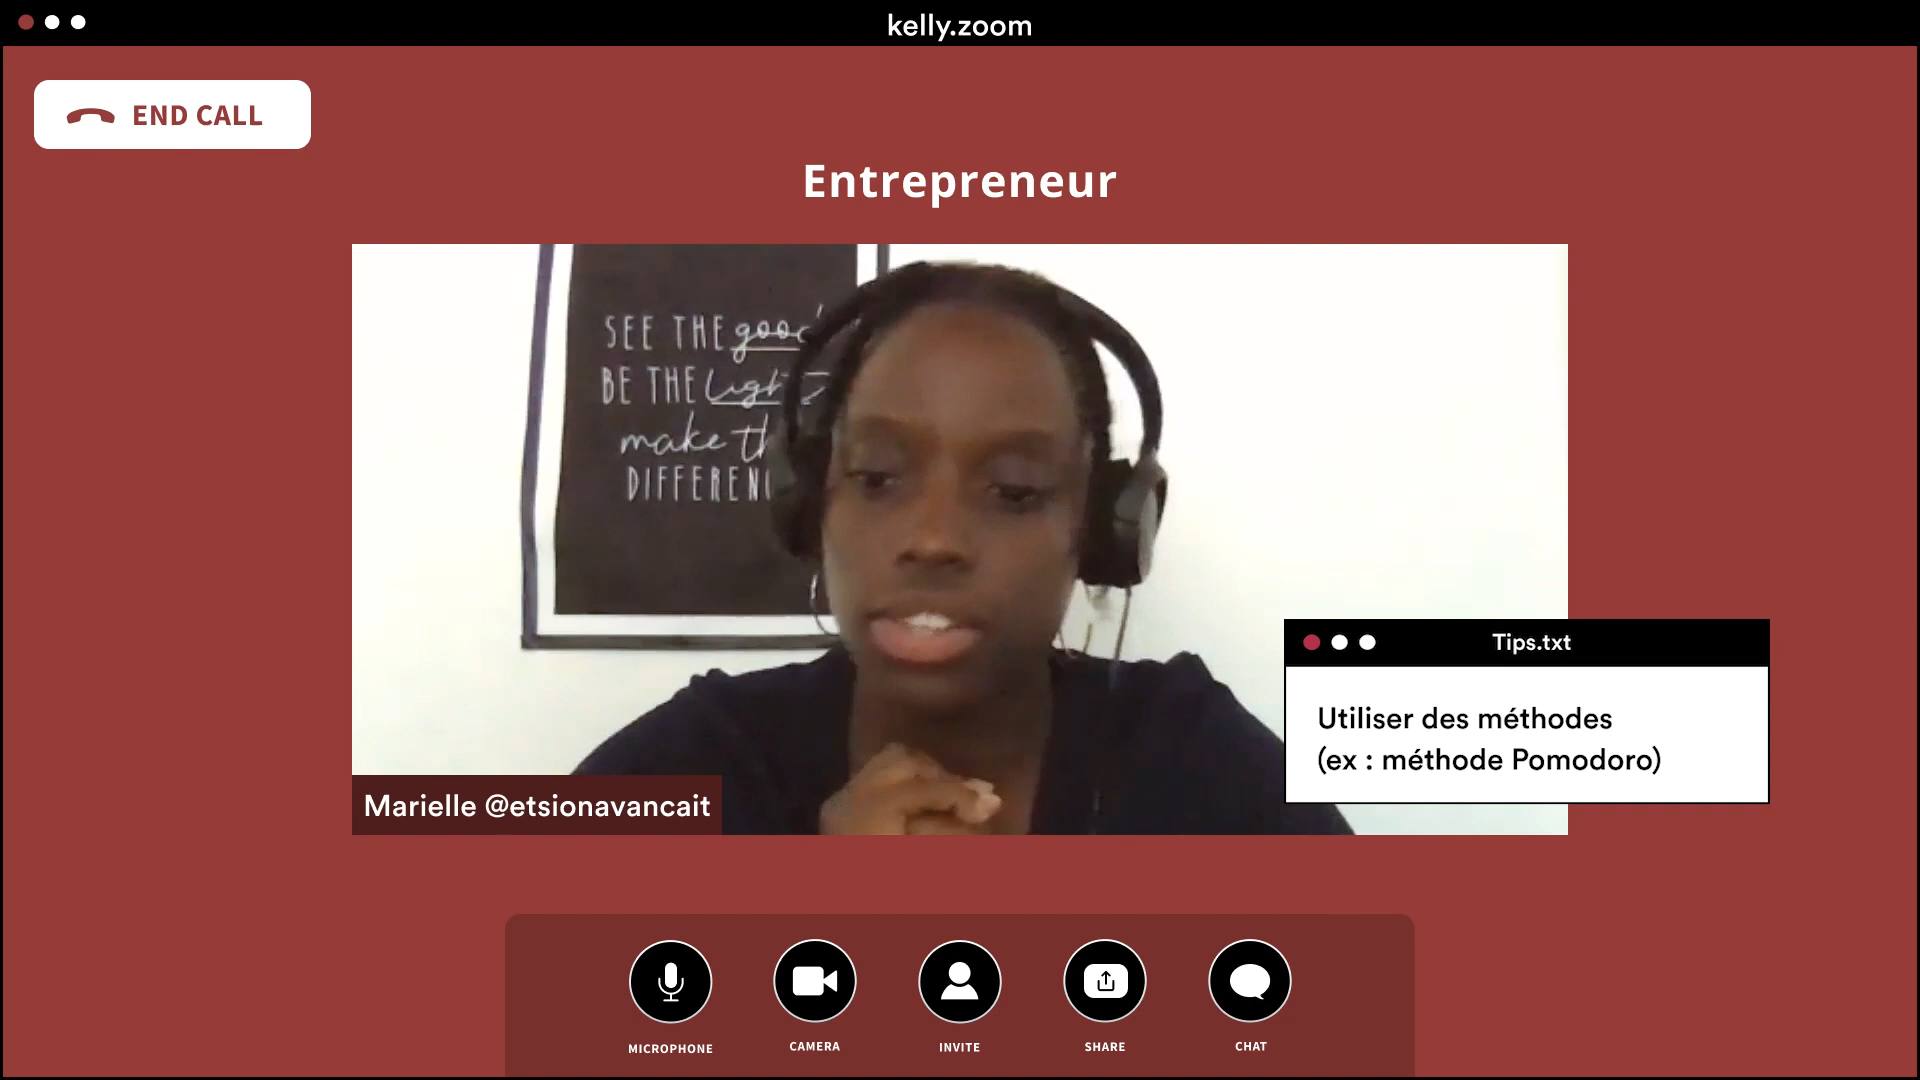 kelly.zoom
END CALL
Entrepreneur
SEE THE
BE THE
make
Marielle @etsionavancait
Tips.txt
Utiliser des méthodes
(ex : méthode Pomodoro)
MICROPHONE
CAMERA
INVITE
SHARE
CHAT